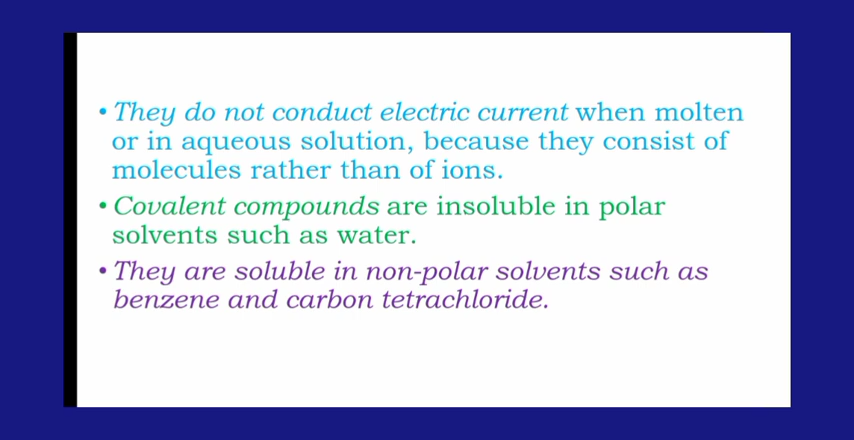 • They do not conduct electric current when molten
or in aqueous solution, because they consist of
molecules rather than of ions.
• Covalent compounds are insoluble in polar
solvents such as water.
• They are soluble in non-polar solvents such as
benzene and carbon tetrachloride.